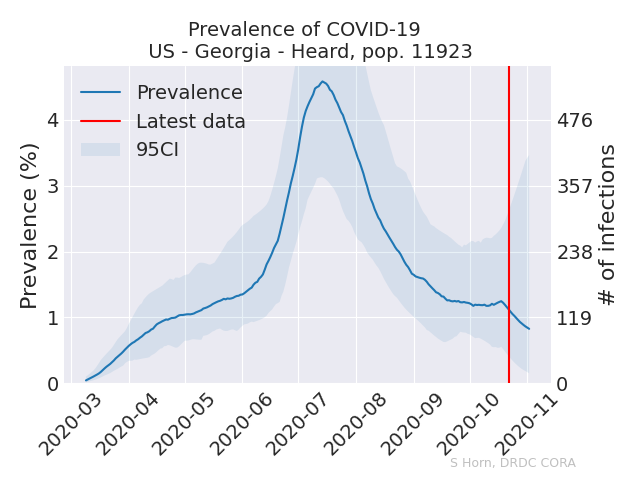 Prevalence of COVID-19
US - Georgia - Heard, pop. 11923
Prevalence
Latest data
95CI
Prevalence (%)
4
3
2
1
0
476
357
238
119
0
# of infections
2020-03
2020-04
2020-05
2020-06
2020-07
2020-08
2020-09
2020-10
2020-11
S Horn, DRDC CORA